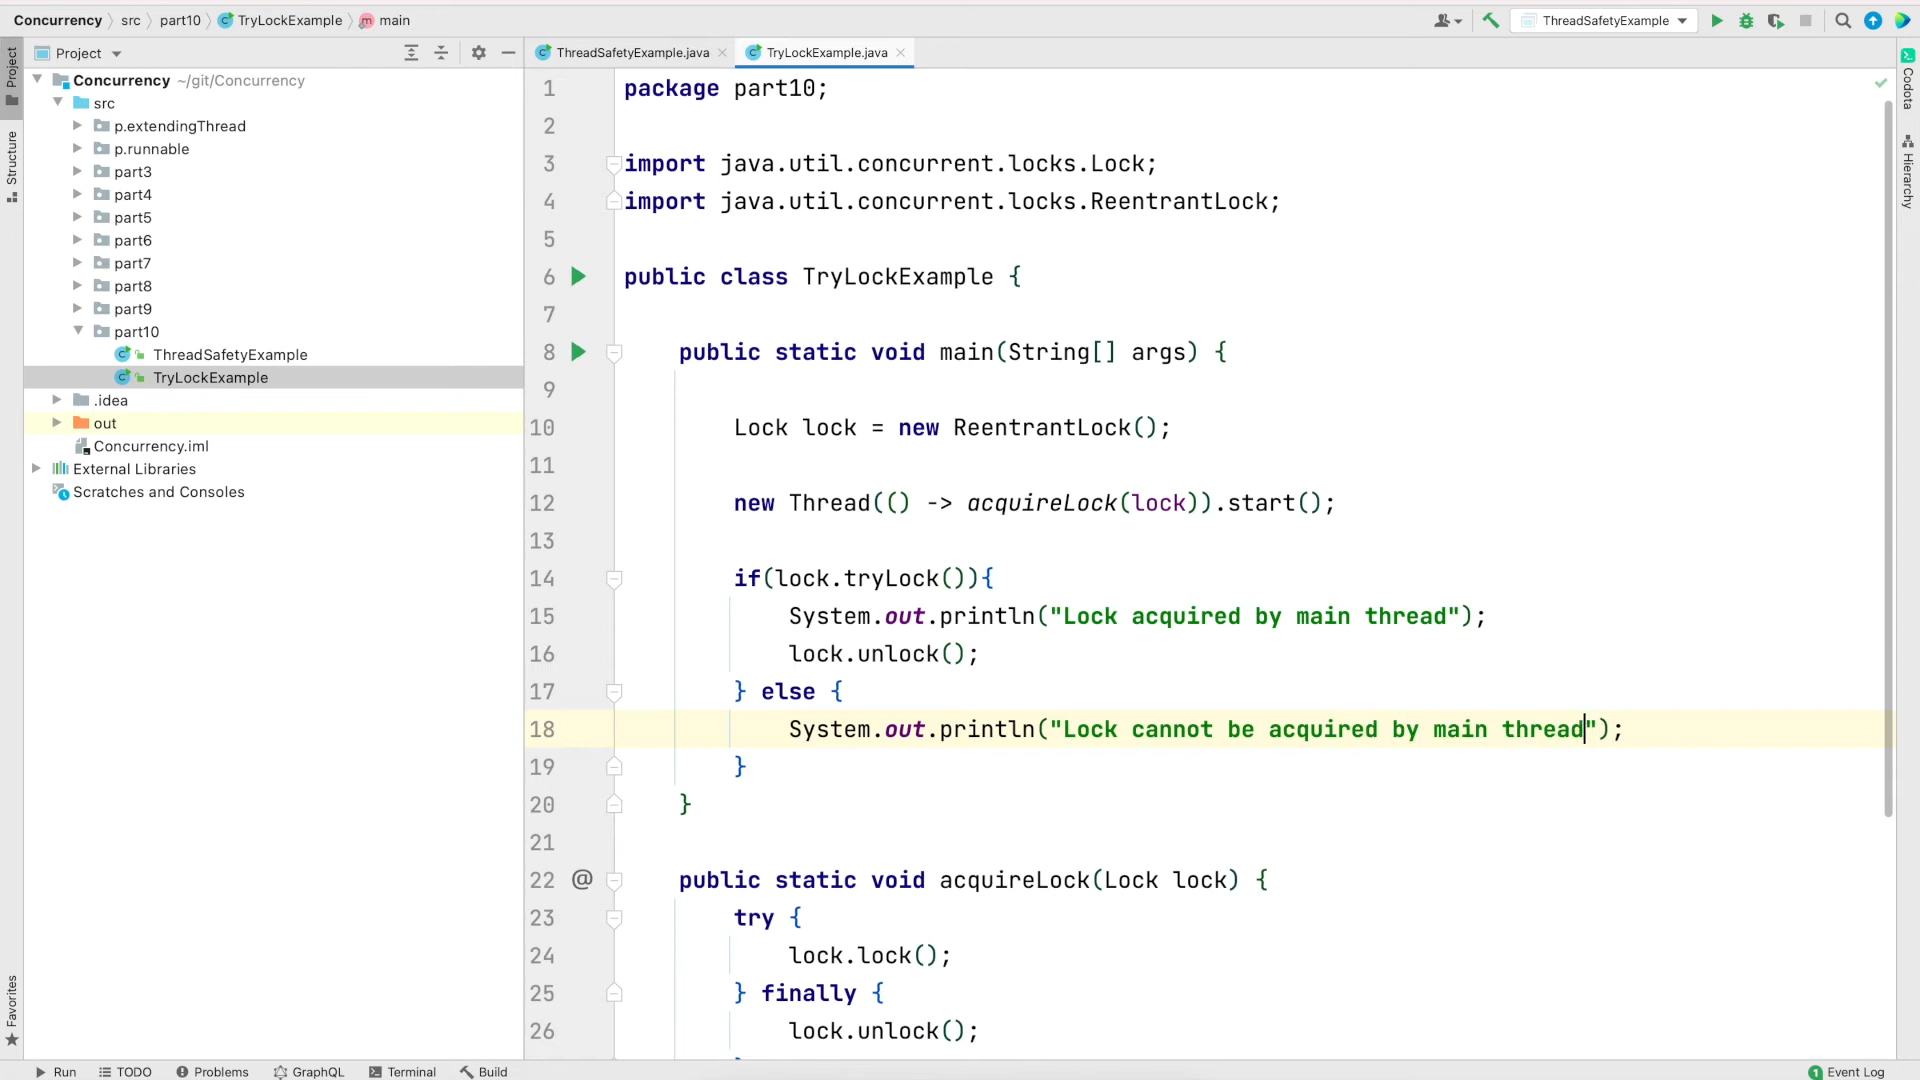 Concurrency src part10 TryLockExample main
ThreadSafetyExample
Project
ThreadSafetyExample.java
TryLockExample.java
Project
Structure
Favorites
Concurrency ~/git/Concurrency
src
p.extendingThread
p.runnable
part3
part4
part5
part6
part7
part8
part9
part10
ThreadSafetyExample
TryLockExample
.idea
out
Concurrency.iml
External Libraries
Scratches and Consoles
1 package part10;
2
3 import java.util.concurrent.locks.Lock;
4 import java.util.concurrent.locks.ReentrantLock;
5
6 public class TryLockExample {
7
8 public static void main(String[] args) {
9
10 Lock lock = new ReentrantLock();
11
12 new Thread(() -> acquireLock(lock)).start();
13
14 if(lock.tryLock()){
15 System.out.println("Lock acquired by main thread");
16 lock.unlock();
17 } else {
18 System.out.println("Lock cannot be acquired by main thread");
19 }
20 }
21
22 @ public static void acquireLock(Lock lock) {
23 try {
24 lock.lock();
25 } finally {
26 lock.unlock();
Codota
Hierarchy
Run TODO Problems GraphQL Terminal Build
1 Event Log